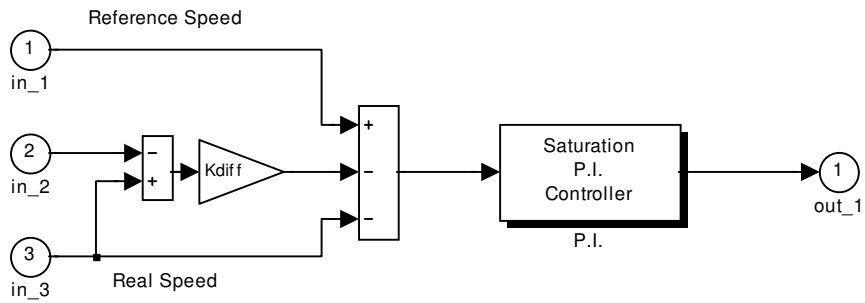 Reference Speed
1
in_1
2
in_2
-
+
Kdiff
+
-
-
Saturation
P.I.
Controller
P.I.
1
out_1
3
in_3
Real Speed